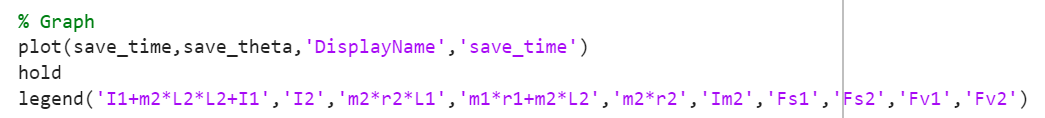 % Graph
plot(save_time,save_theta,'DisplayName','save_time')
hold
legend('I1+m2*L2*L2+I1','I2','m2*r2*L1','m1*r1+m2*L2','m2*r2','Im2','Fs1','Fs2','Fv1','Fv2')